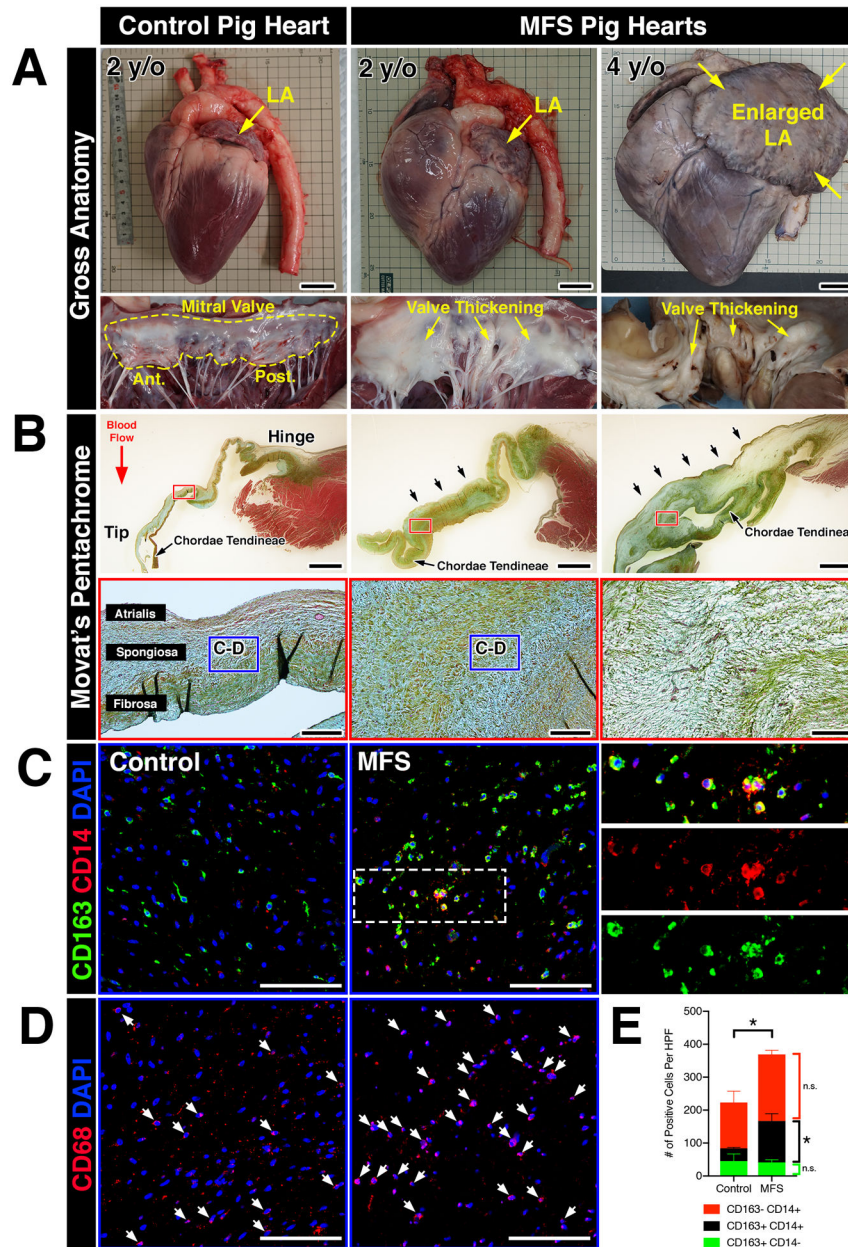 Control Pig Heart
MFS Pig Hearts
A
Gross Anatomy
2 y/o
LA
2 y/o
LA
4 y/o
Enlarged
LA
Mitral Valve
Ant.
Post.
Valve Thickening
Valve Thickening
B
Movat's Pentachrome
Blood
Flow
Hinge
Tip
Chordae Tendineae
Chordae Tendineae
Chordae Tendineae
Atrialis
Spongiosa
Fibrosa
C-D
C-D
C
CD163 CD14 DAPI
Control
MFS
D
CD68 DAPI
E
# of Positive Cells Per HPF
500
400
300
200
100
0
*
n.s.
*
n.s.
Control
MFS
CD163- CD14+
CD163+ CD14+
CD163+ CD14-